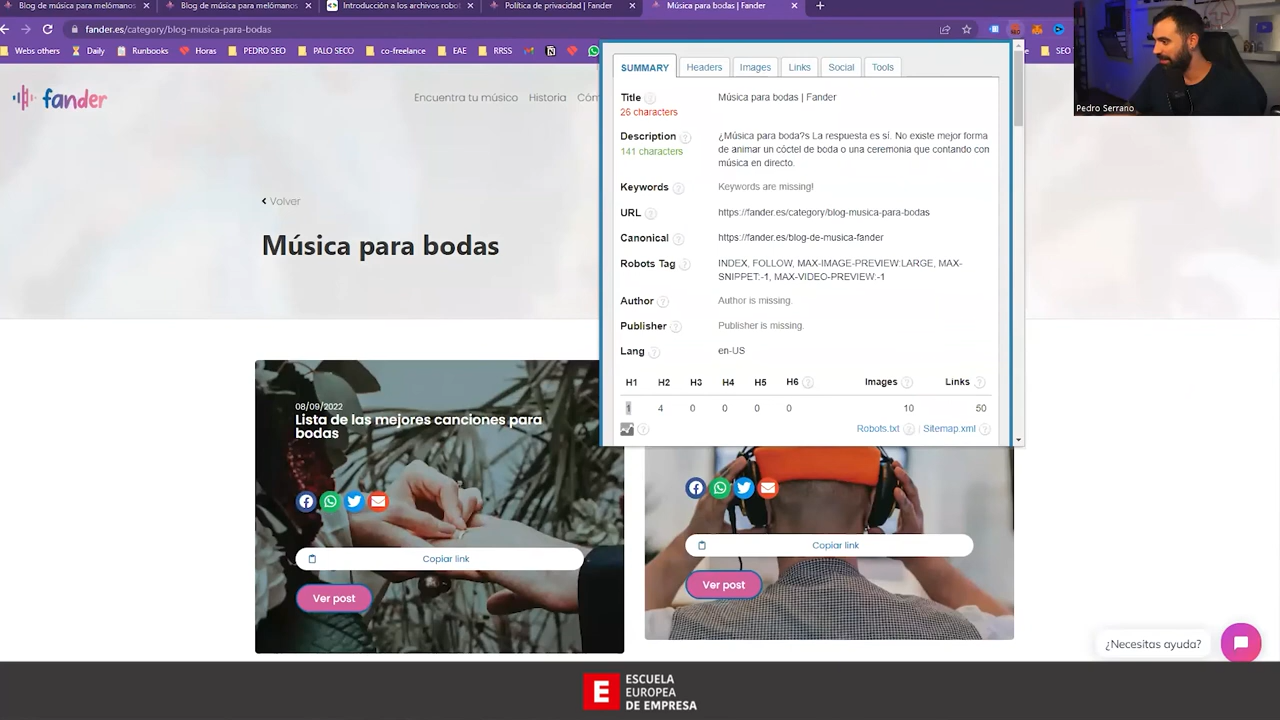 Blog de música para melómanos
Blog de música para melómanos
Introducción a los archivos robot
Política de privacidad | Fander
Música para bodas | Fander
fander.es/category/blog-musica-para-bodas
Webs others
Daily
Runbooks
Horas
PEDRO SEO
PALO SECO
co-freelance
EAE
RRSS
SEO
fander
Encuentra tu músico
Historia
Cóm
Volver
Música para bodas
SUMMARY
Headers
Images
Links
Social
Tools
Title
Música para bodas | Fander
26 characters
Description
¿Música para boda?s La respuesta es sí. No existe mejor forma
141 characters
de animar un cóctel de boda o una ceremonia que contando con
música en directo.
Keywords
Keywords are missing!
URL
https://fander.es/category/blog-musica-para-bodas
Canonical
https://fander.es/blog-de-musica-fander
Robots Tag
INDEX, FOLLOW, MAX-IMAGE-PREVIEW:LARGE, MAX-
SNIPPET:-1, MAX-VIDEO-PREVIEW:-1
Author
Author is missing.
Publisher
Publisher is missing.
Lang
en-US
H1 H2 H3 H4 H5 H6 Images Links
1 4 0 0 0 0 10 50
Robots.txt | Sitemap.xml
Pedro Serrano
08/09/2022
Lista de las mejores canciones para
bodas
Copiar link
Ver post
Copiar link
Ver post
¿Necesitas ayuda?
E
ESCUELA
EUROPEA
DE EMPRESA